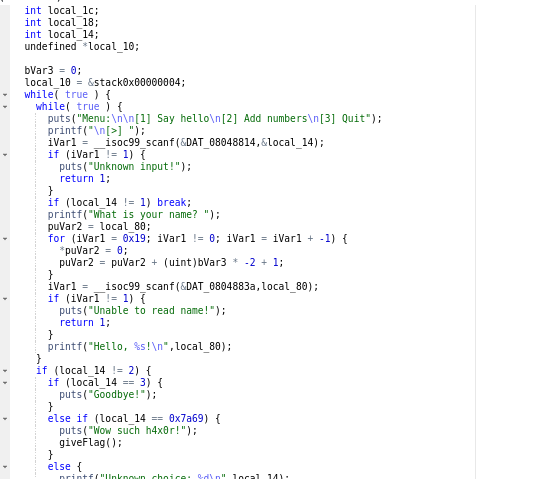 int local_1c;
int local_18;
int local_14;
undefined *local_10;
bVar3 = 0;
local_10 = &stack0x00000004;
while( true ) {
while( true ) {
puts("Menu:\n\n[1] Say hello\n[2] Add numbers\n[3] Quit");
printf("\n[>] ");
iVar1 = __isoc99_scanf(&DAT_08048814,&local_14);
if (iVar1 != 1) {
puts("Unknown input!");
return 1;
}
if (local_14 != 1) break;
printf("What is your name? ");
puVar2 = local_80;
for (iVar1 = 0x19; iVar1 != 0; iVar1 = iVar1 + -1) {
*puVar2 = 0;
puVar2 = puVar2 + (uint)bVar3 * -2 + 1;
}
iVar1 = __isoc99_scanf(&DAT_0804883a,local_80);
if (iVar1 != 1) {
puts("Unable to read name!");
return 1;
}
printf("Hello, %s!\n",local_80);
}
if (local_14 != 2) {
if (local_14 == 3) {
puts("Goodbye!");
}
else if (local_14 == 0x7a69) {
puts("Wow such h4x0r!");
giveFlag();
}
else {
printf("Unknown choice: %d\n",local_14);